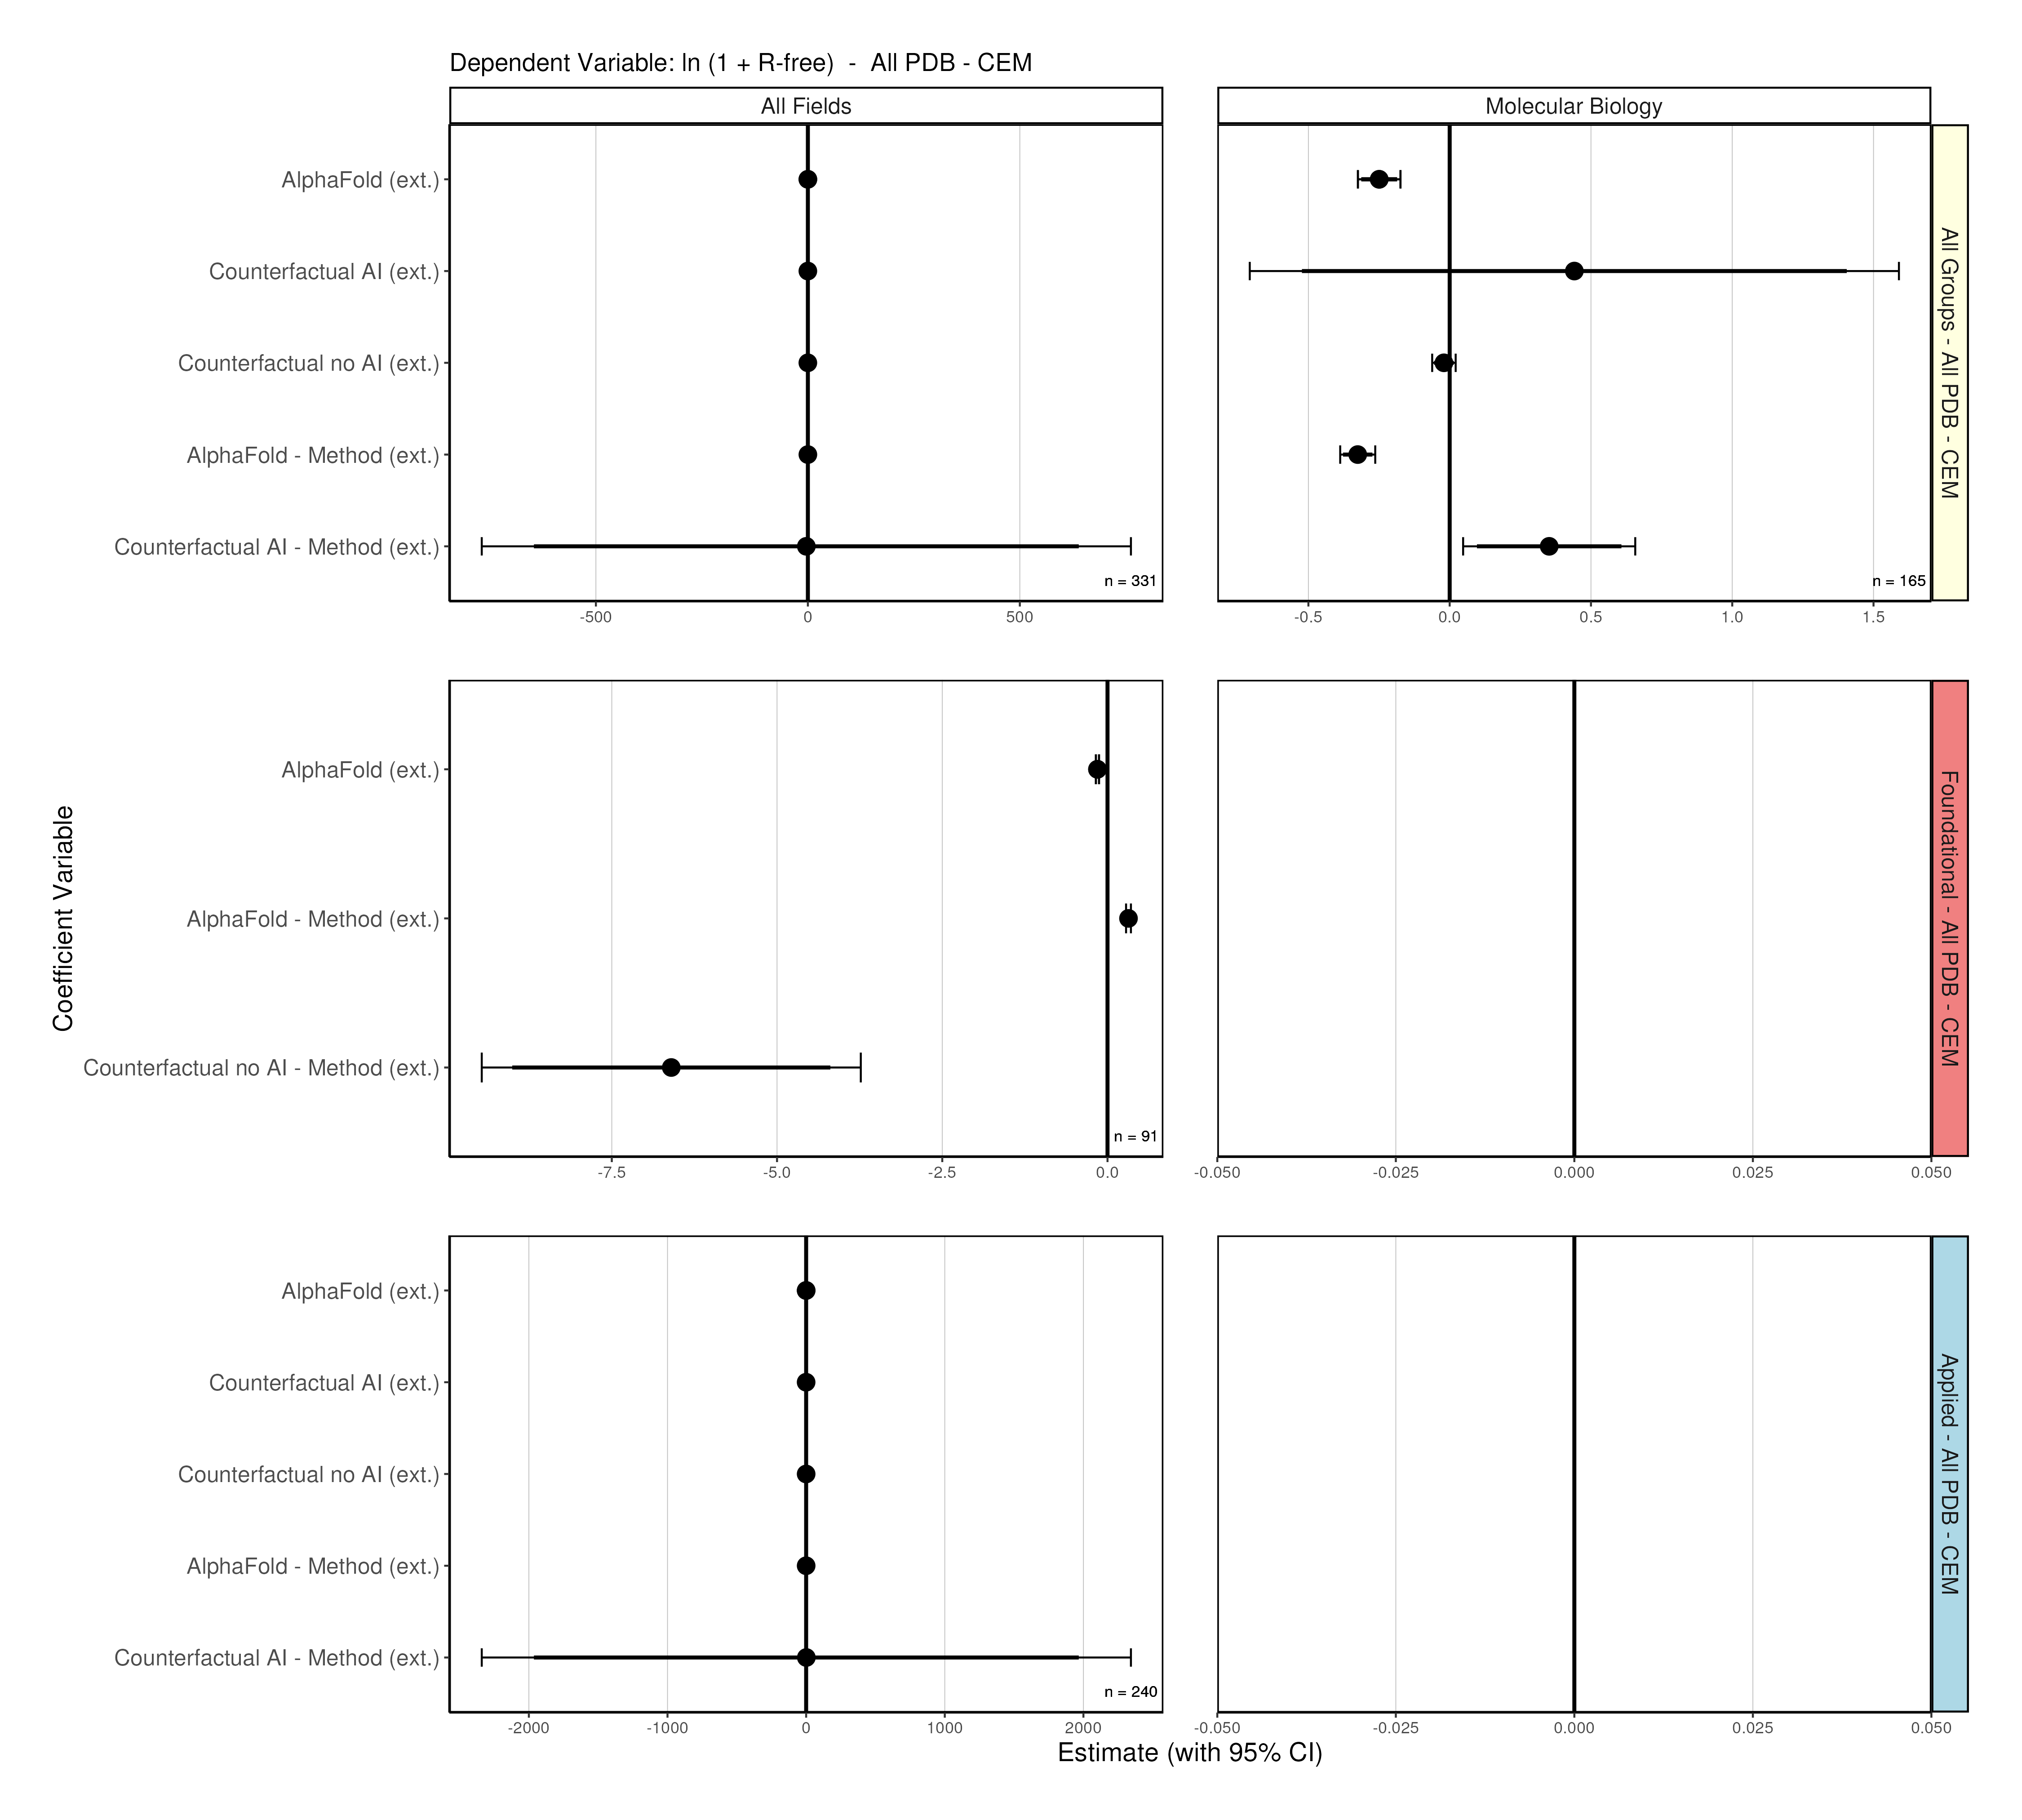 Dependent Variable: ln (1 + R-free)  -  All PDB - CEM
All Fields
Molecular Biology
AlphaFold (ext.)
Counterfactual AI (ext.)
Counterfactual no AI (ext.)
AlphaFold - Method (ext.)
Counterfactual AI - Method (ext.)
n = 331
n = 165
-500 0 500
-0.5 0.0 0.5 1.0 1.5
All Groups - All PDB - CEM
Coefficient Variable
AlphaFold (ext.)
AlphaFold - Method (ext.)
Counterfactual no AI - Method (ext.)
n = 91
-7.5 -5.0 -2.5 0.0
-0.050 -0.025 0.000 0.025 0.050
Foundational - All PDB - CEM
AlphaFold (ext.)
Counterfactual AI (ext.)
Counterfactual no AI (ext.)
AlphaFold - Method (ext.)
Counterfactual AI - Method (ext.)
n = 240
-2000 -1000 0 1000 2000
-0.050 -0.025 0.000 0.025 0.050
Applied - All PDB - CEM
Estimate (with 95% CI)